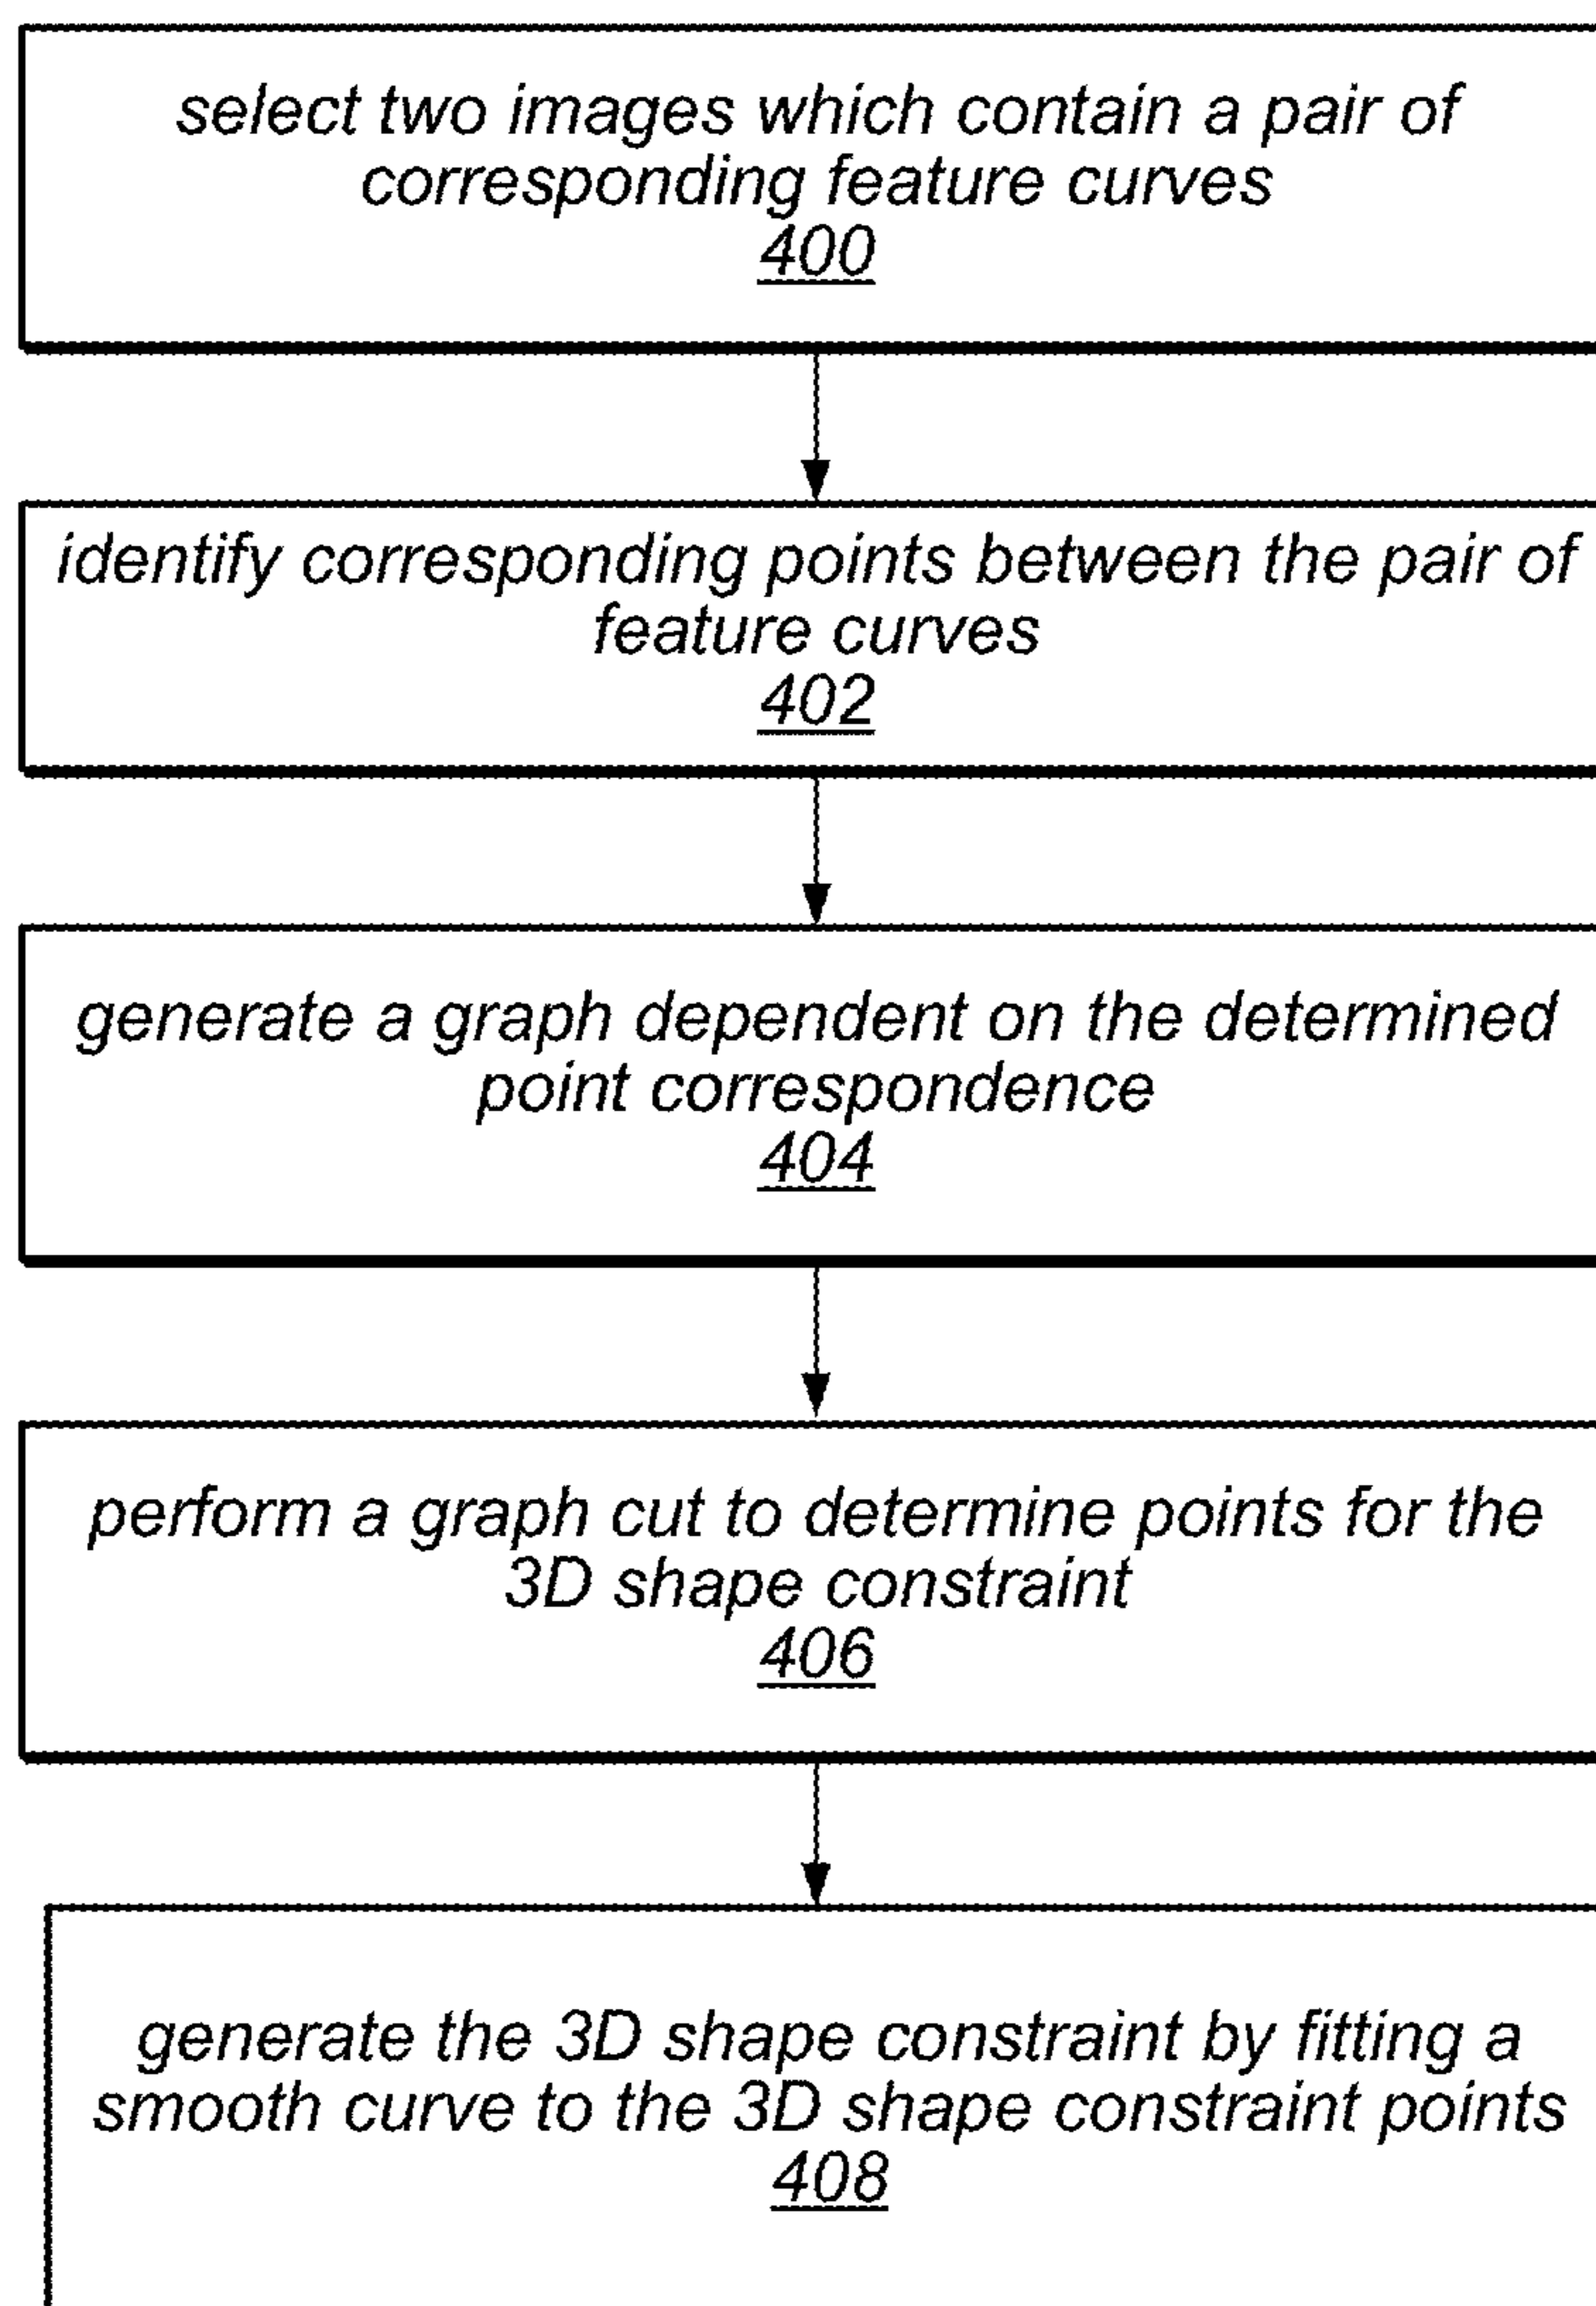 select two images which contain a pair of
corresponding feature curves
400
identify corresponding points between the pair of
feature curves
402
generate a graph dependent on the determined
point correspondence
404
perform a graph cut to determine points for the
3D shape constraint
406
generate the 3D shape constraint by fitting a
smooth curve to the 3D shape constraint points
408